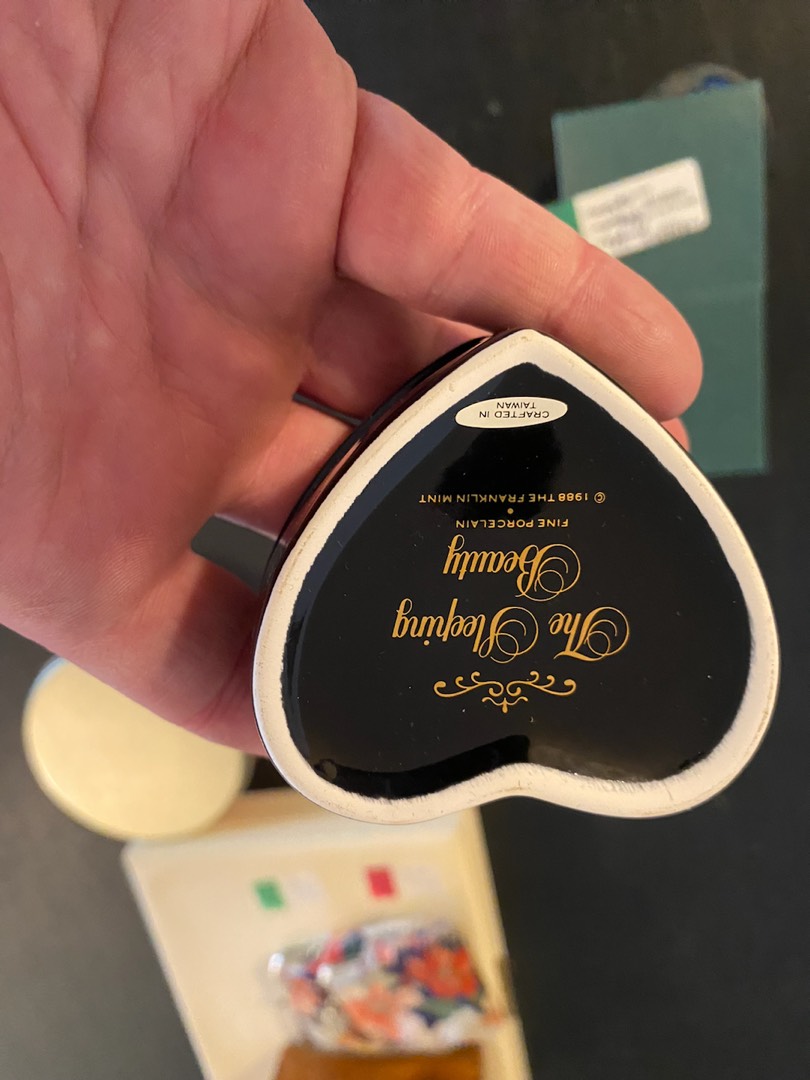 The Sleeping
Beauty
FINE PORCELAIN
•
© 1988 THE FRANKLIN MINT
CRAFTED IN
TAIWAN